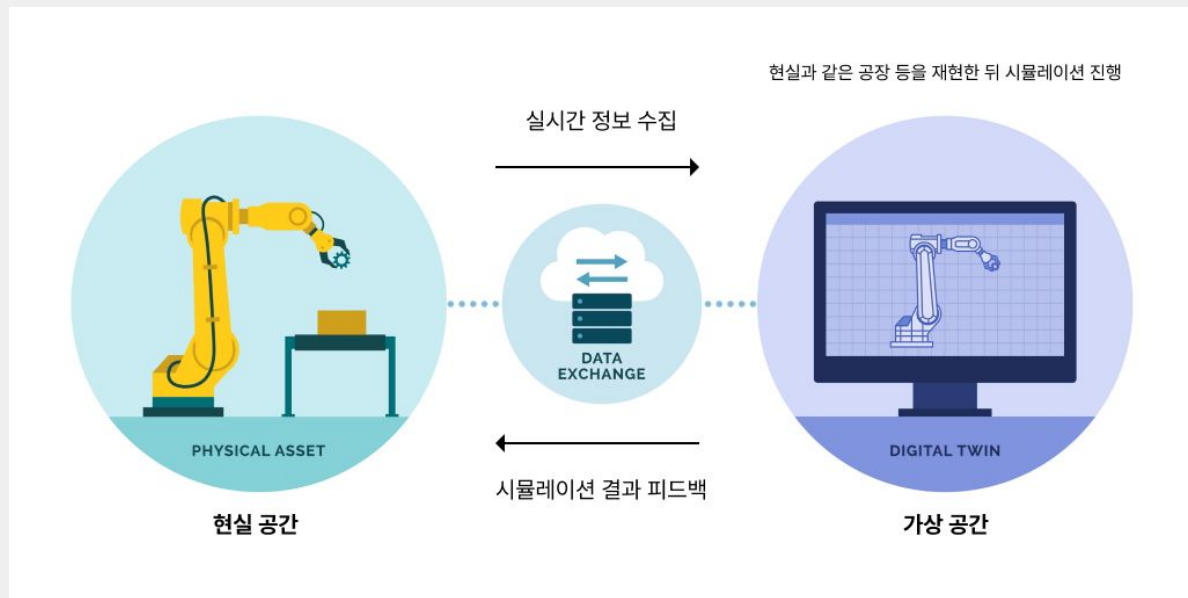 현실과 같은 공장 등을 재현한 뒤 시뮬레이션 진행
실시간 정보 수집
DATA
EXCHANGE
PHYSICAL ASSET
DIGITAL TWIN
시뮬레이션 결과 피드백
현실 공간
가상 공간